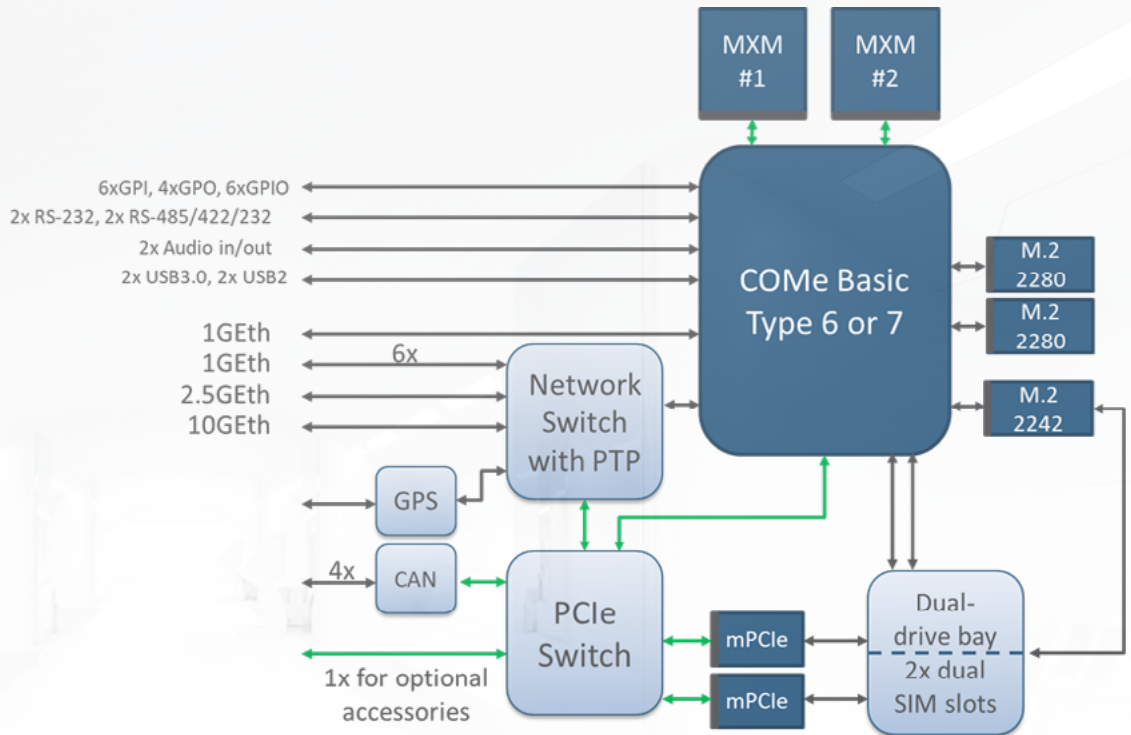 MXM
#1
MXM
#2
6xGPI, 4xGPO, 6xGPIO
2x RS-232, 2x RS-485/422/232
2x Audio in/out
2x USB3.0, 2x USB2
COMe Basic
Type 6 or 7
M.2
2280
M.2
2280
M.2
2242
1GEth
1GEth
6x
2.5GEth
10GEth
Network
Switch
with PTP
GPS
4x
CAN
PCIe
Switch
1x for optional
accessories
mPCIe
mPCIe
Dual-
drive bay
2x dual
SIM slots